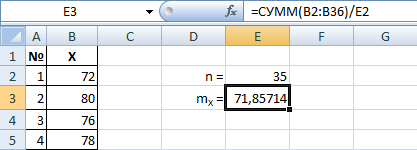 E3 fx =СУММ(B2:B36)/E2
A B C D E F G
1 № X
2 1 72 n = 35
3 2 80 mx = 71,85714
4 3 76
5 4 78